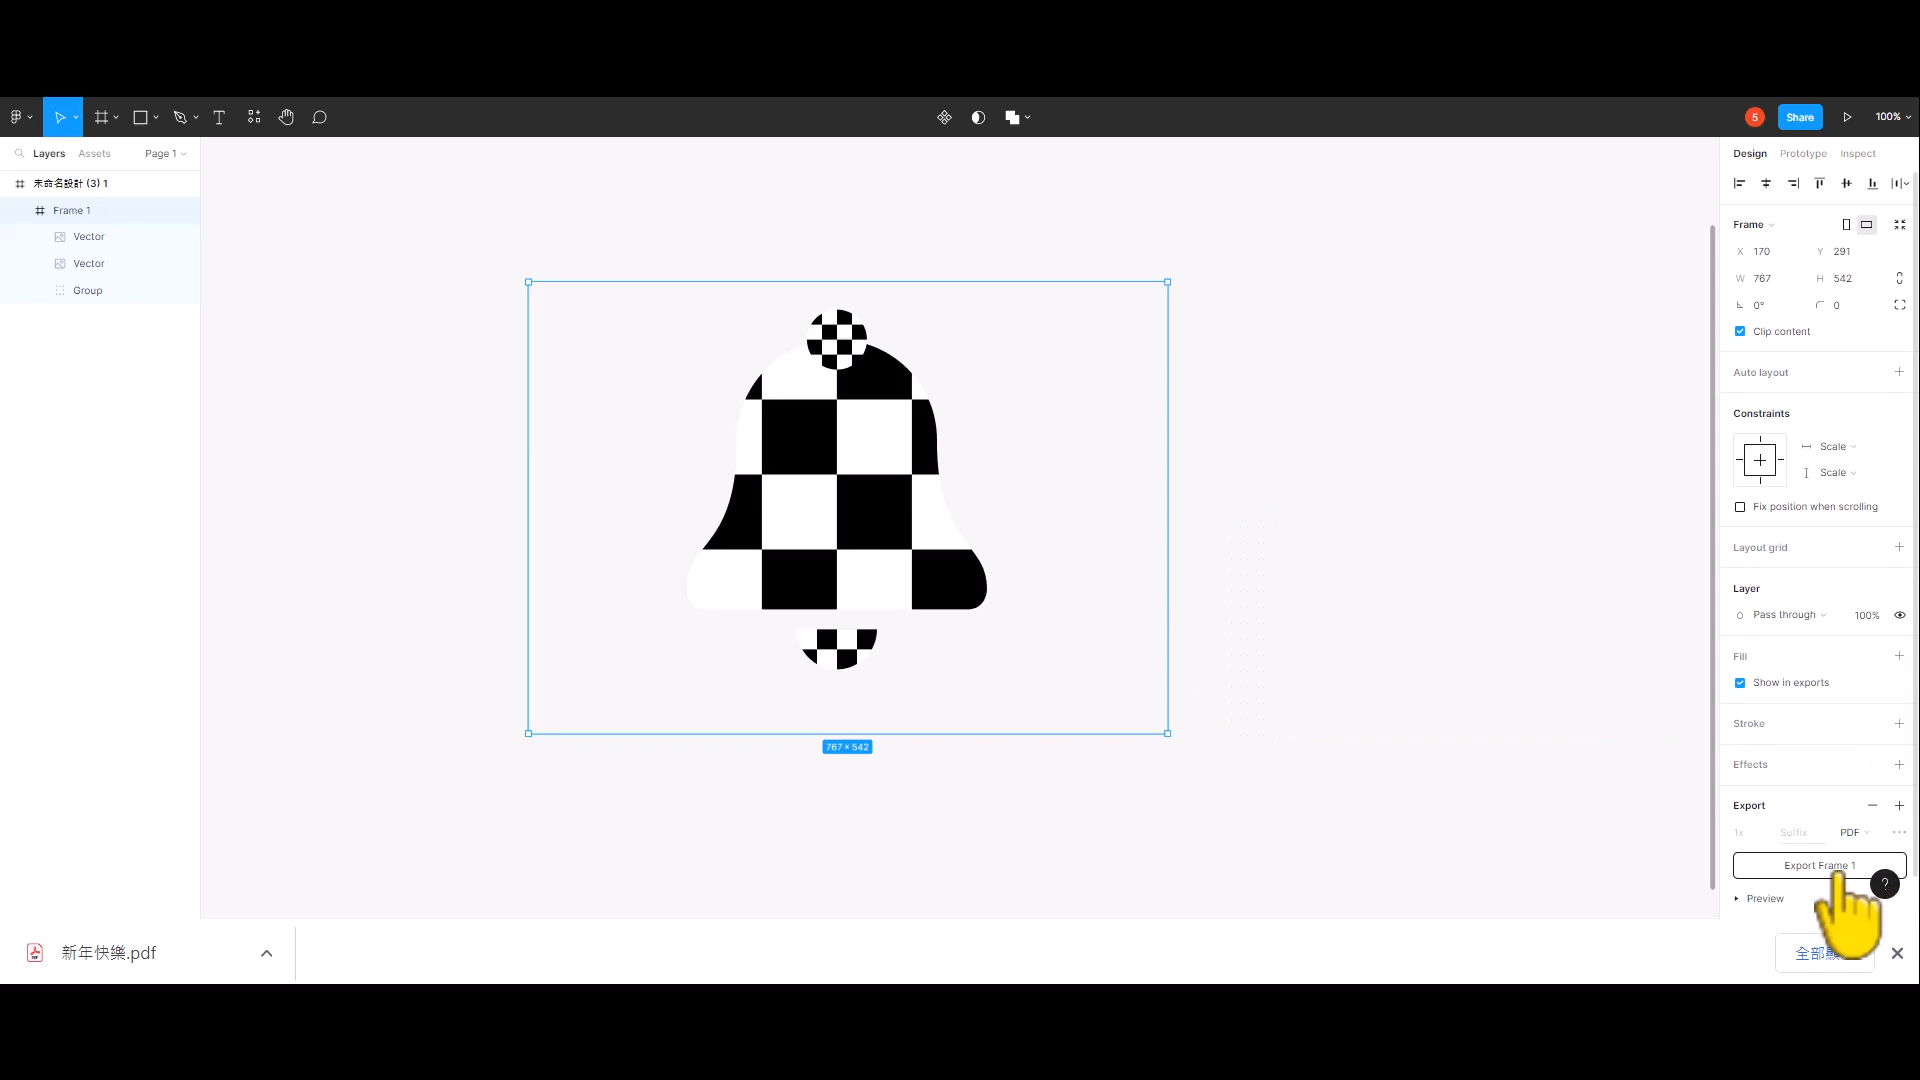 5
Share
100%
Layers
Assets
Page 1
Design
Prototype
Inspect
未命名設計 (3) 1
Frame 1
Vector
Vector
Group
Frame
X 170
Y 291
W 767
H 542
0°
0
Clip content
Auto layout
Constraints
Scale
Scale
Fix position when scrolling
Layout grid
Layer
Pass through
100%
Fill
Show in exports
Stroke
767 × 542
Effects
Export
1x
Suffix
PDF
Export Frame 1
?
Preview
新年快樂.pdf
全部